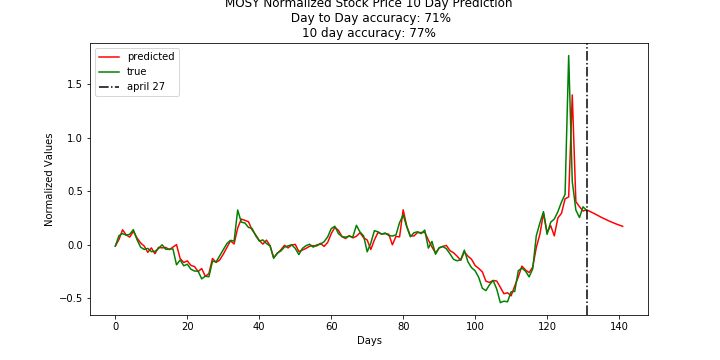 MOSY Normalized Stock Price 10 Day Prediction
Day to Day accuracy: 71%
10 day accuracy: 77%
predicted
true
april 27
1.5
1.0
0.5
0.0
−0.5
Normalized Values
0 20 40 60 80 100 120 140
Days